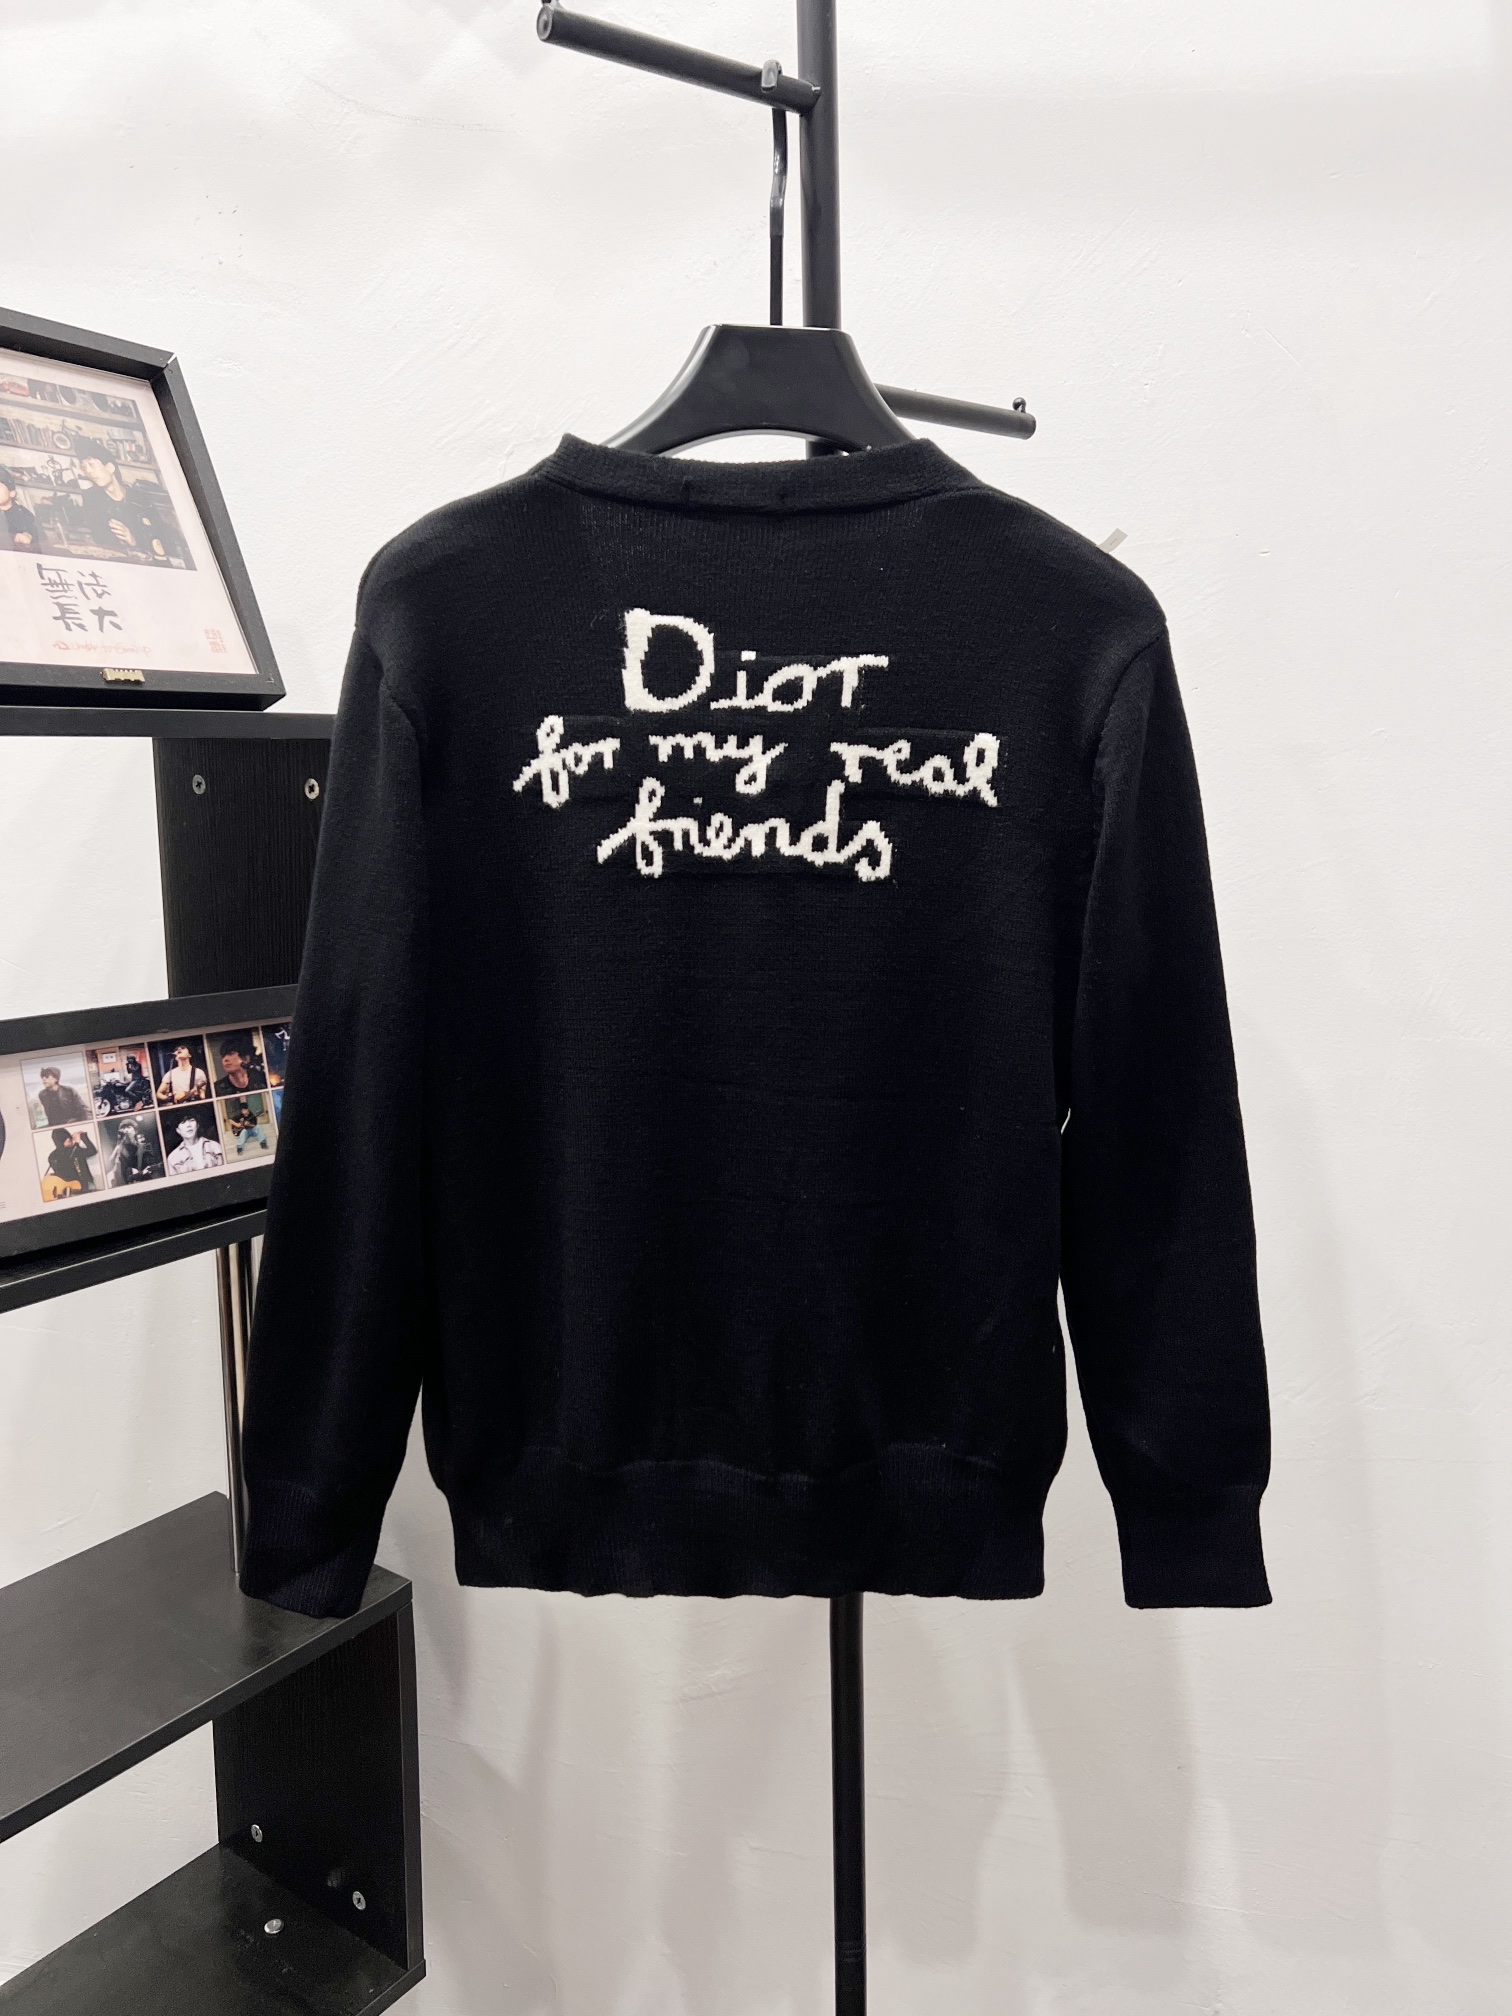 Dior
for my real
friends
無法
長大